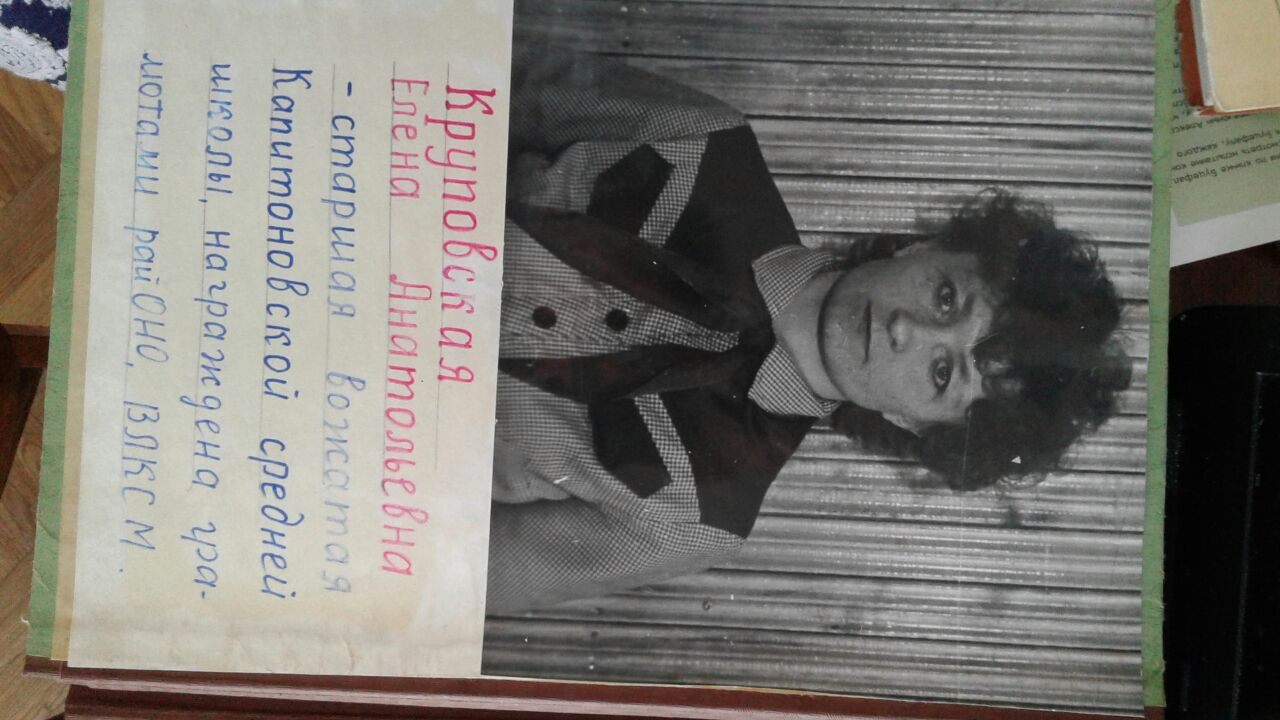 Круповская
Елена Анатольевна
- старшая вожатая
Капитоновской средней
школы, награждена гра-
мотами райОНО, ВЛКСМ.